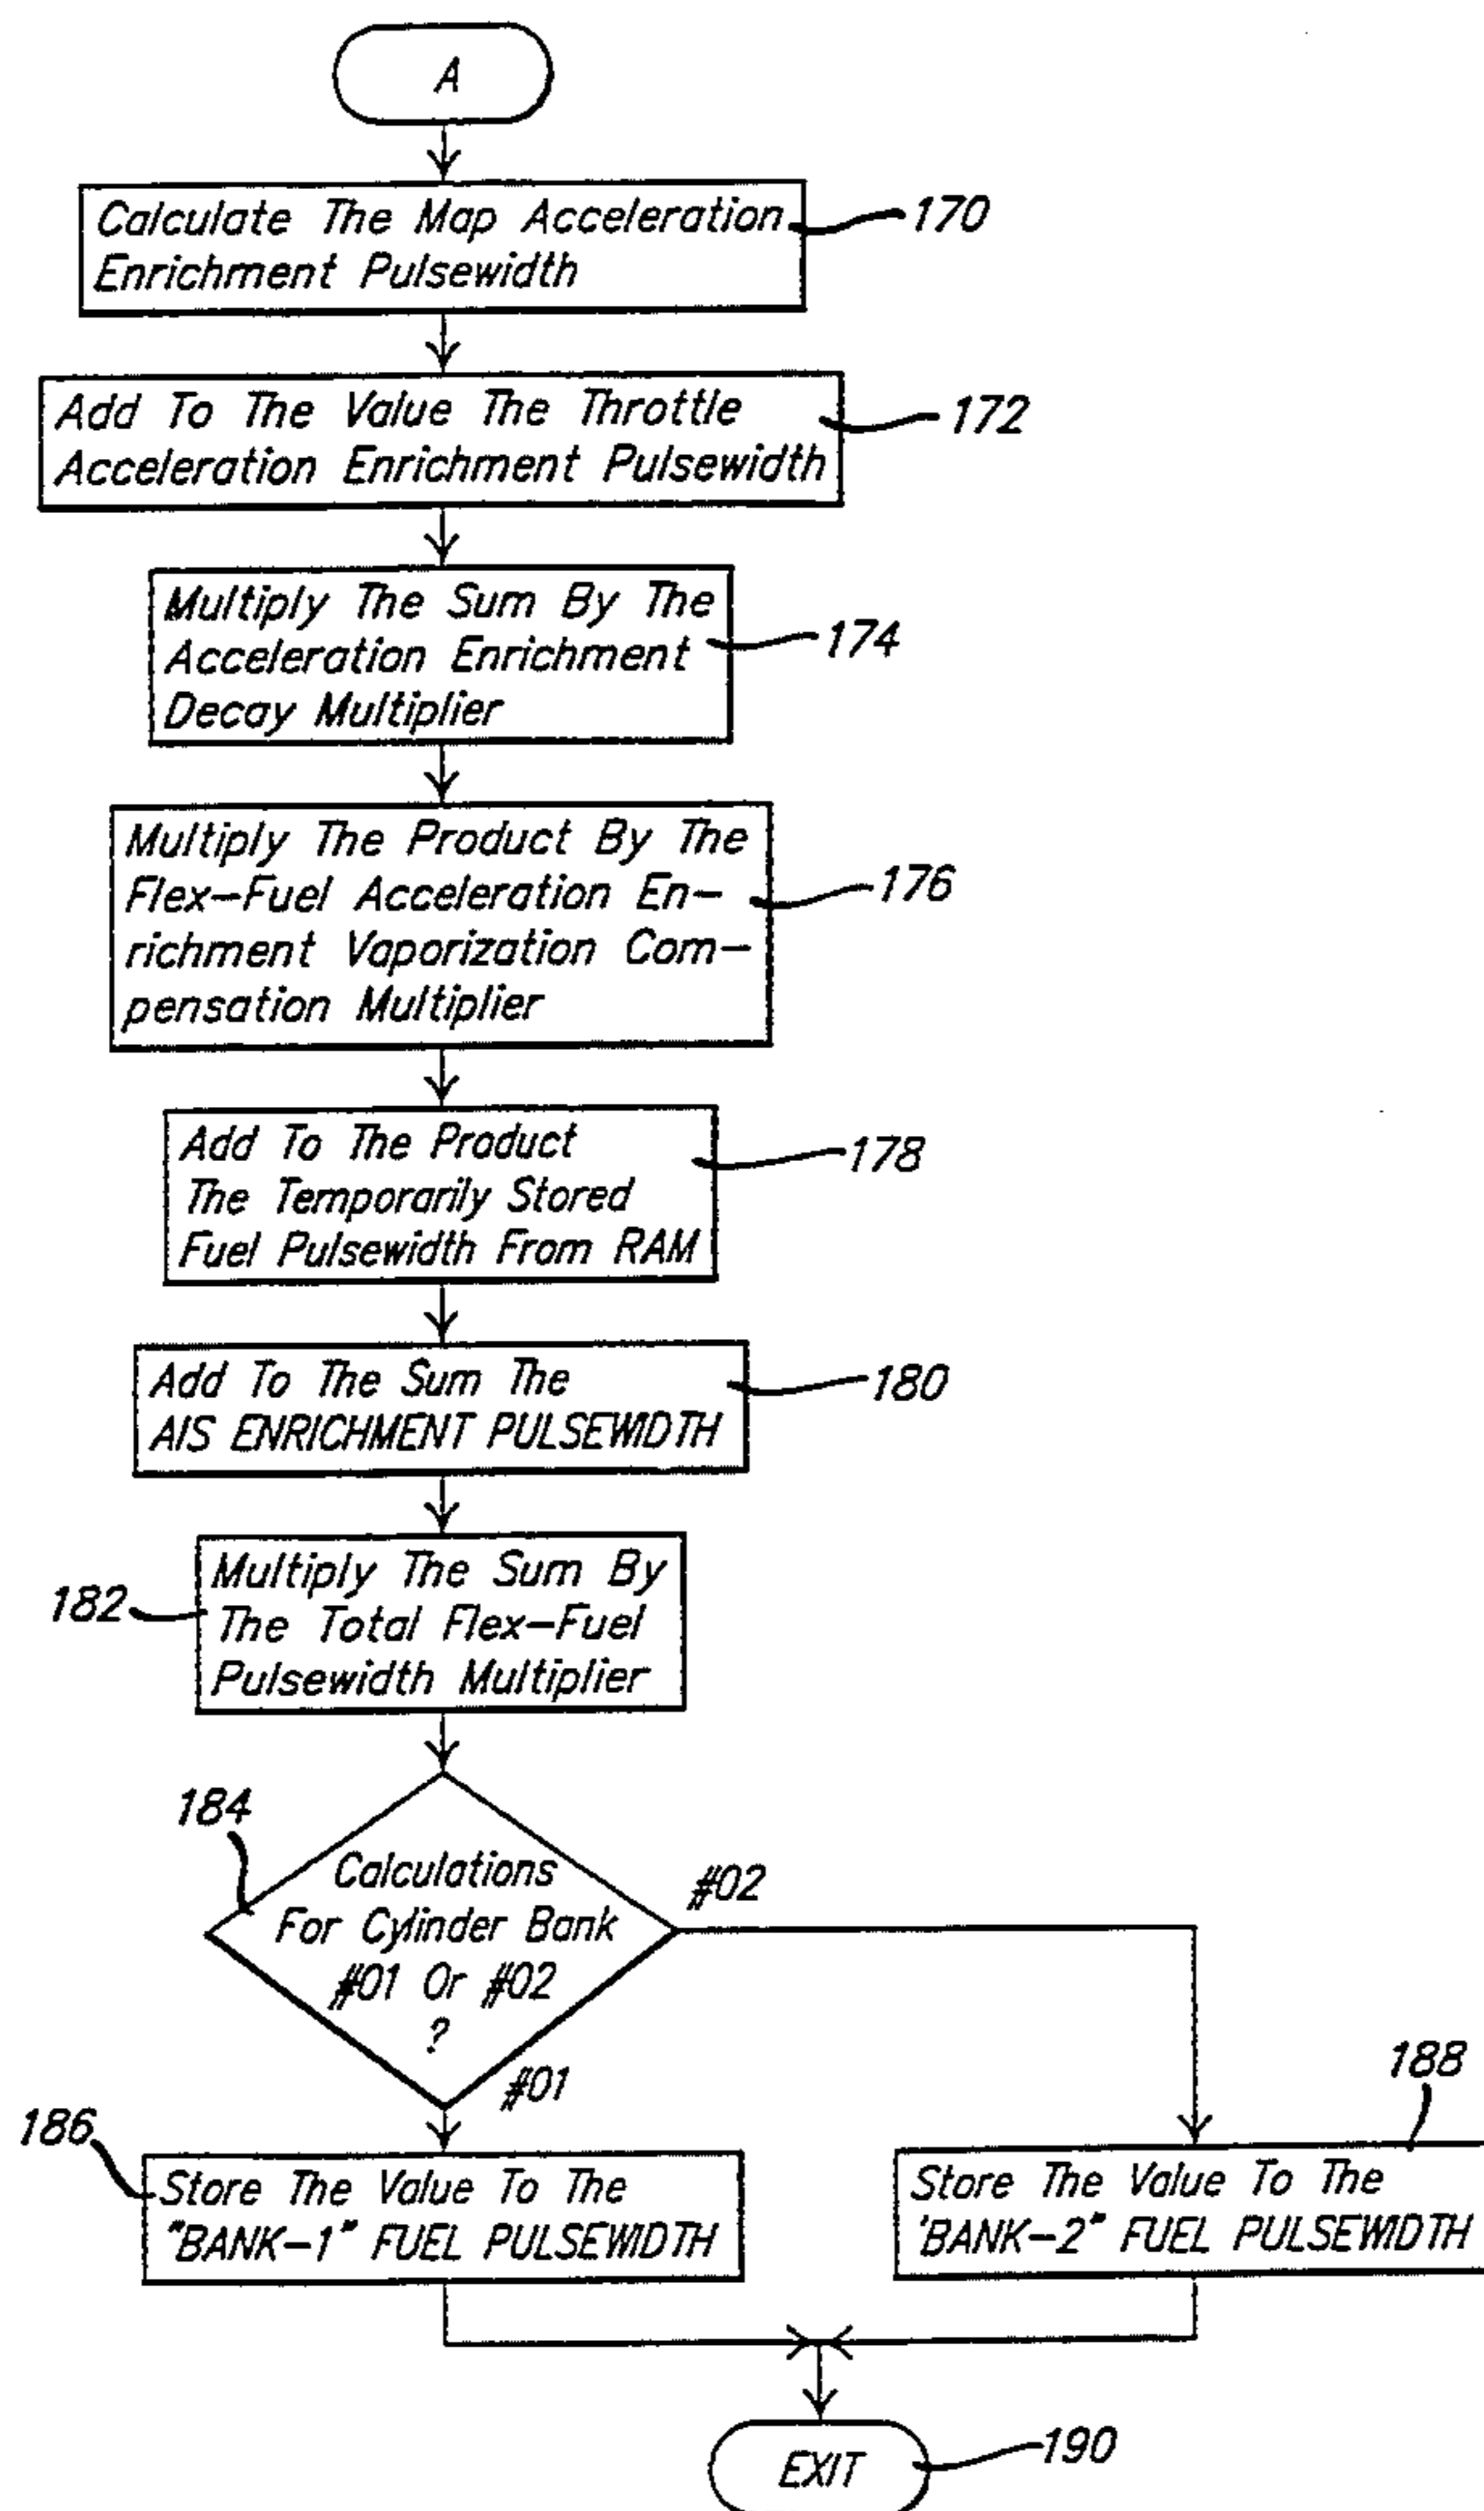 A
Calculate The Map Acceleration
Enrichment Pulsewidth
170
Add To The Value The Throttle
Acceleration Enrichment Pulsewidth
172
Multiply The Sum By The
Acceleration Enrichment
Decay Multiplier
174
Multiply The Product By The
Flex-Fuel Acceleration En-
richment Vaporization Com-
pensation Multiplier
176
Add To The Product
The Temporarily Stored
Fuel Pulsewidth From RAM
178
Add To The Sum The
AIS ENRICHMENT PULSEWIDTH
180
Multiply The Sum By
The Total Flex-Fuel
Pulsewidth Multiplier
182
184
Calculations
For Cylinder Bank
#01 Or #02
?
#02
#01
186
Store The Value To The
"BANK-1" FUEL PULSEWIDTH
188
Store The Value To The
'BANK-2" FUEL PULSEWIDTH
EXIT
190